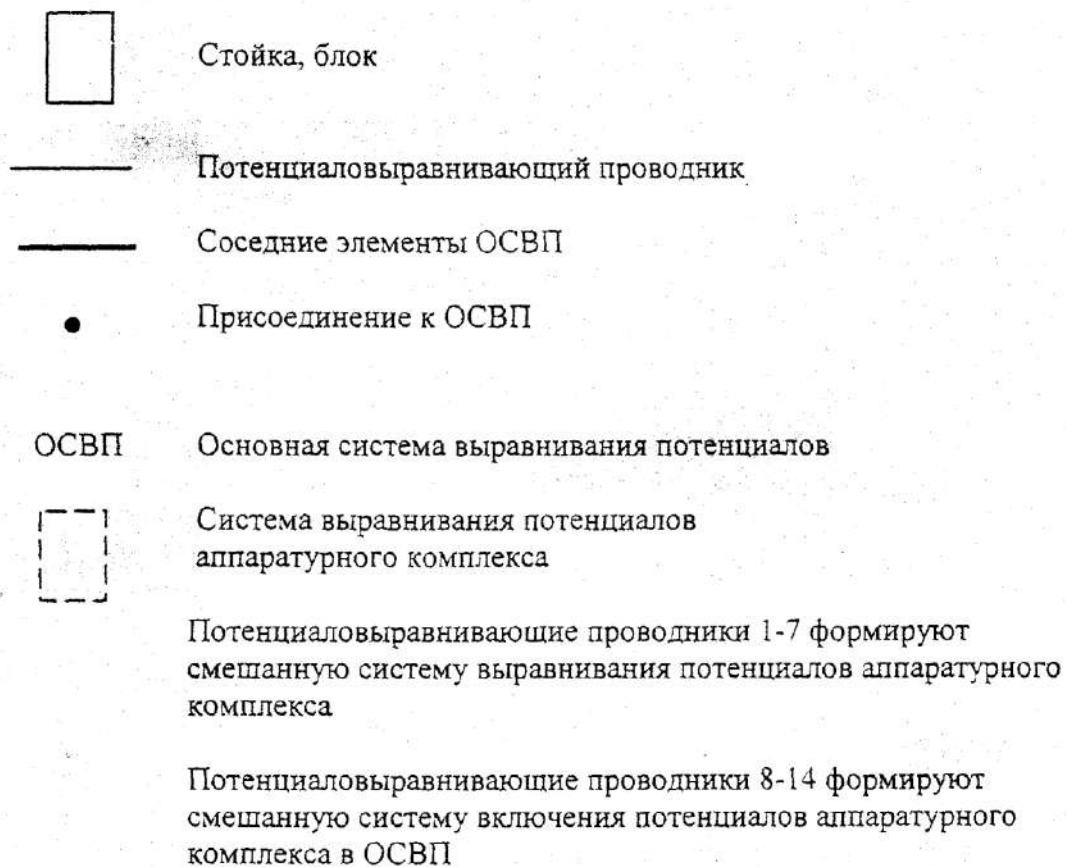 Стойка, блок
Потенциаловыравнивающий проводник
Соседние элементы ОСВП
Присоединение к ОСВП
ОСВП Основная система выравнивания потенциалов
Система выравнивания потенциалов
аппаратурного комплекса
Потенциаловыравнивающие проводники 1-7 формируют
смешанную систему выравнивания потенциалов аппаратурного
комплекса
Потенциаловыравнивающие проводники 8-14 формируют
смешанную систему включения потенциалов аппаратурного
комплекса в ОСВП